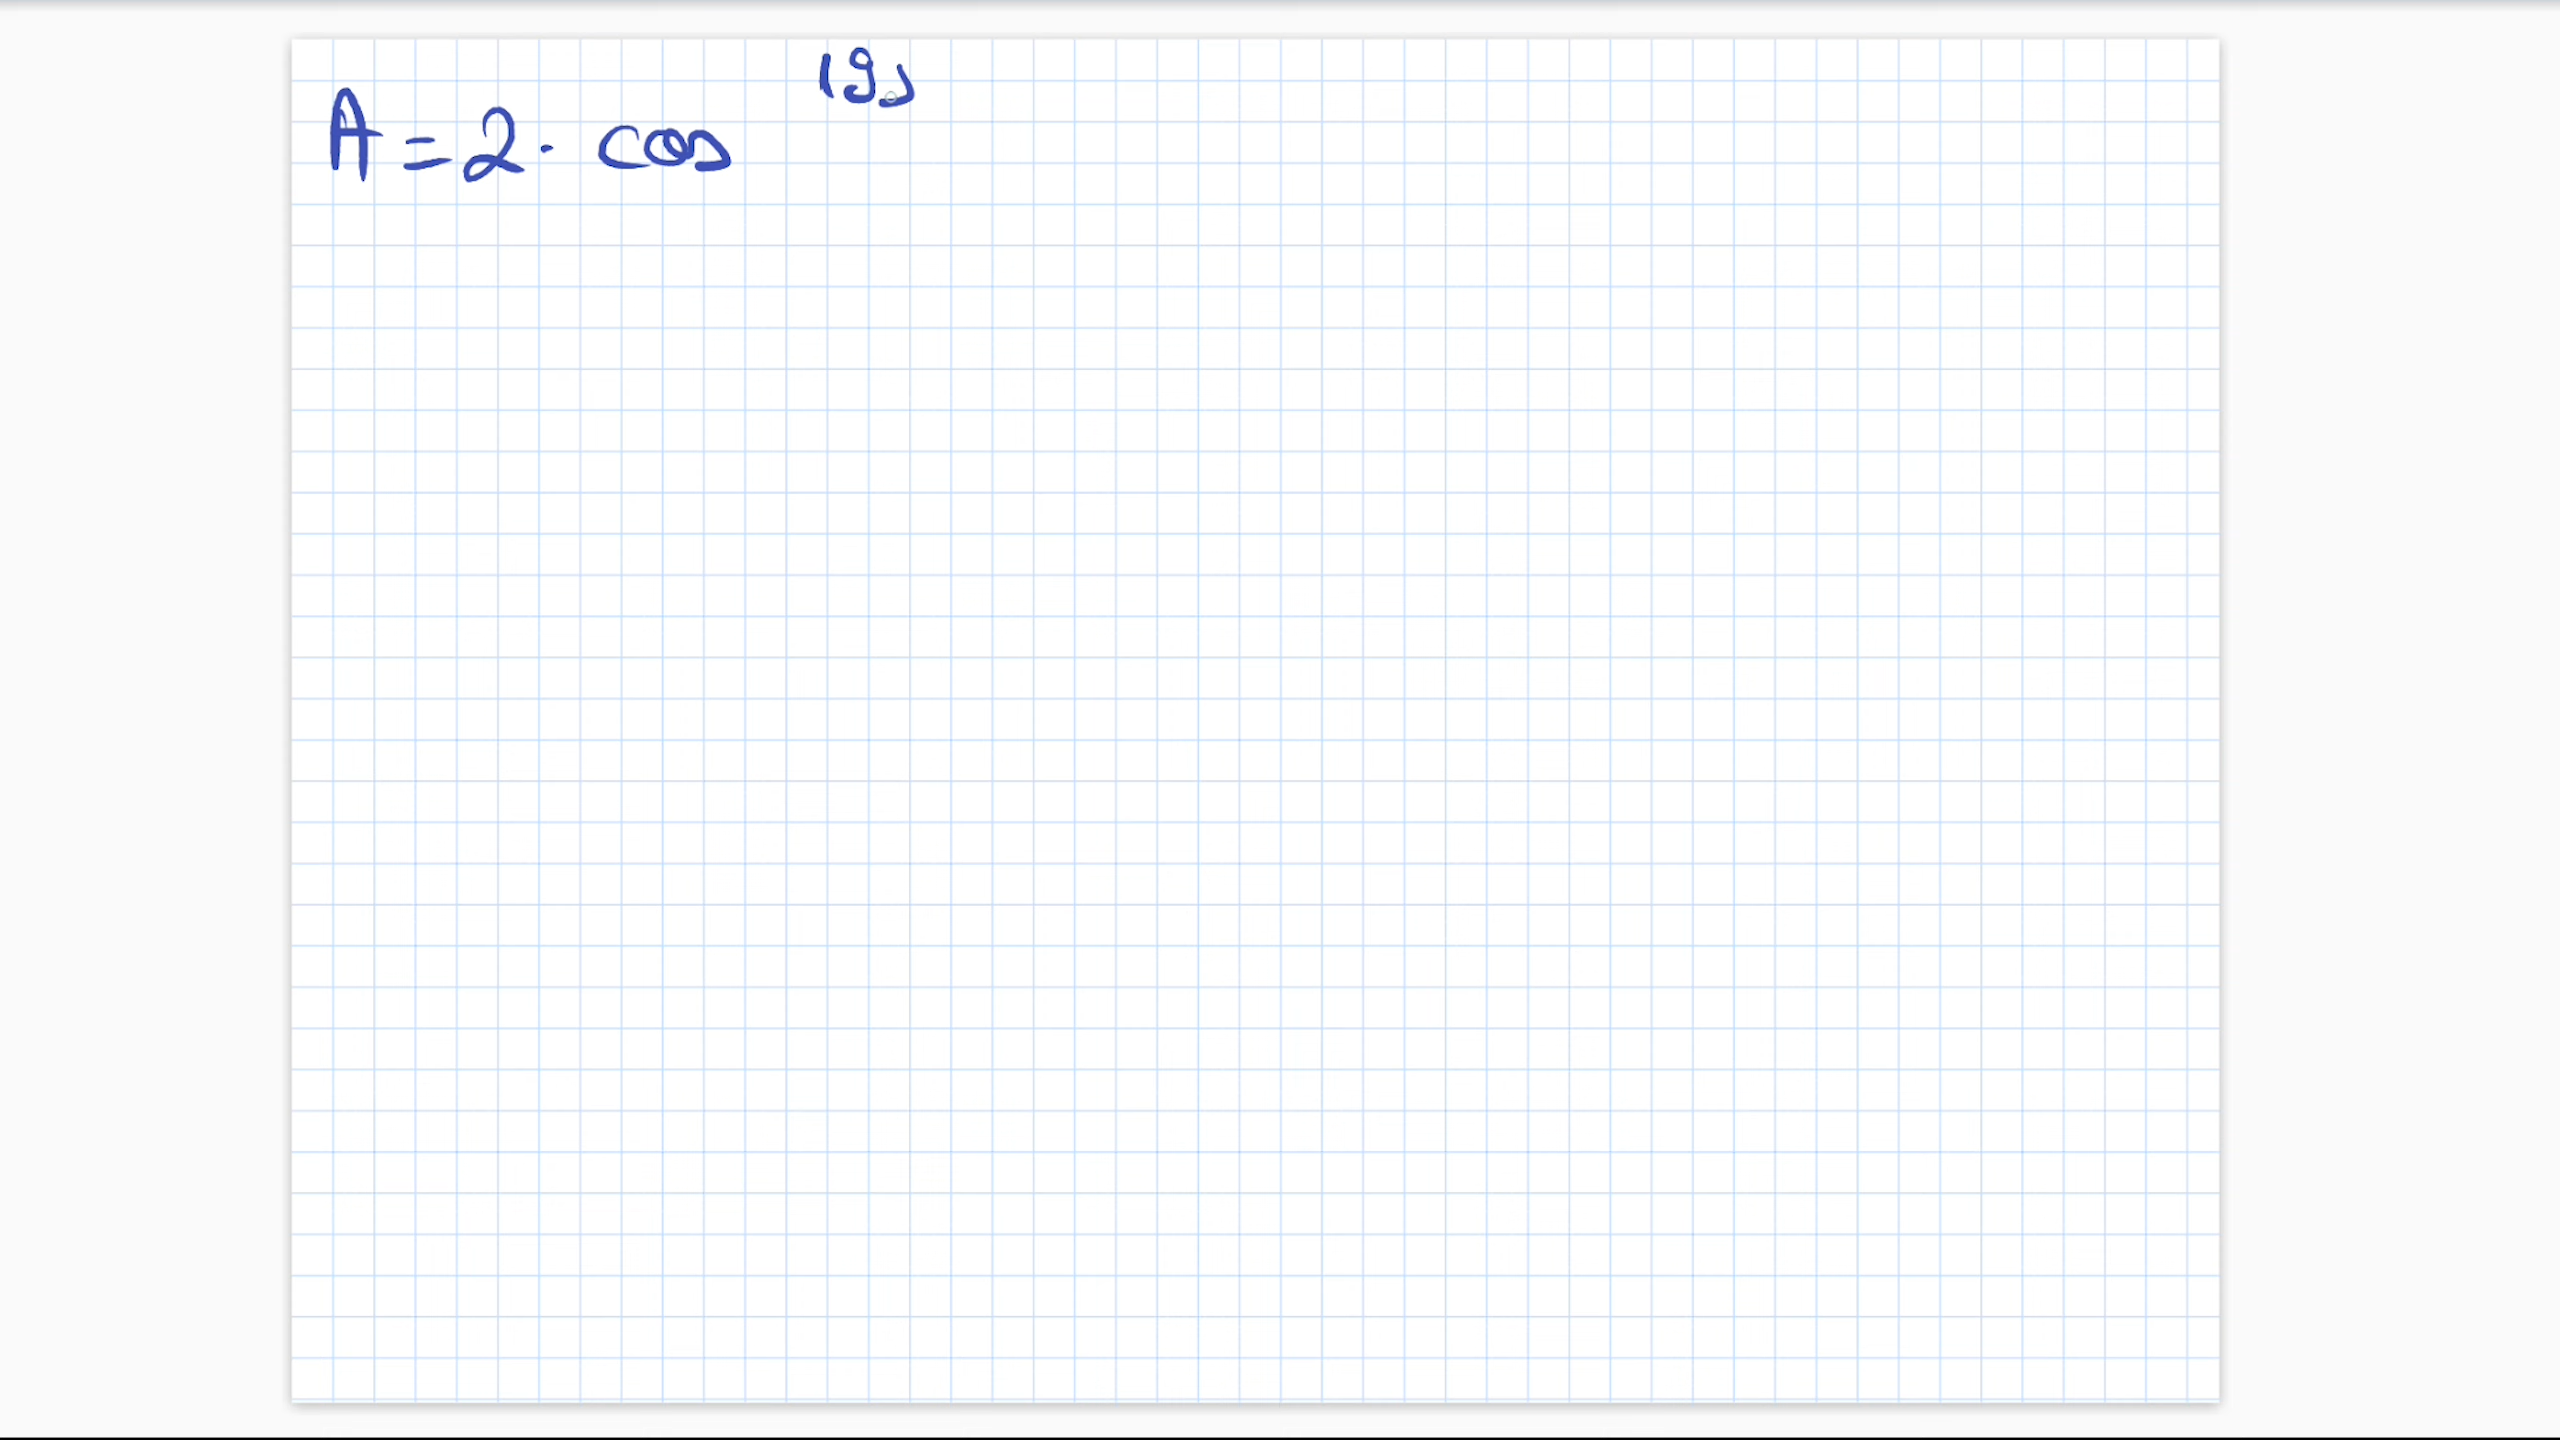 A = 2 · cos 19